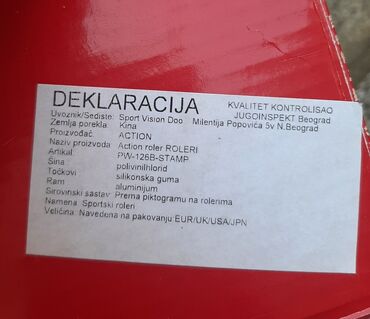 DEKLARACIJA
KVALITET KONTROLISAO
JUGOINSPEKT Beograd
Uvoznik/Sedište: Sport Vision Doo Milentija Popovića 5v N.Beograd
Zemlja porekla: Kina
Proizvođač: ACTION
Naziv proizvoda: Action roler ROLERI
Artikal: PW-126B-STAMP
Šina polivinilhlorid
Točkovi silikonska guma
Ram aluminijum
Sirovinski sastav: Prema piktogramu na rolerima
Namena: Sportski roleri
Veličina: Navedena na pakovanju EUR/UK/USA/JPN